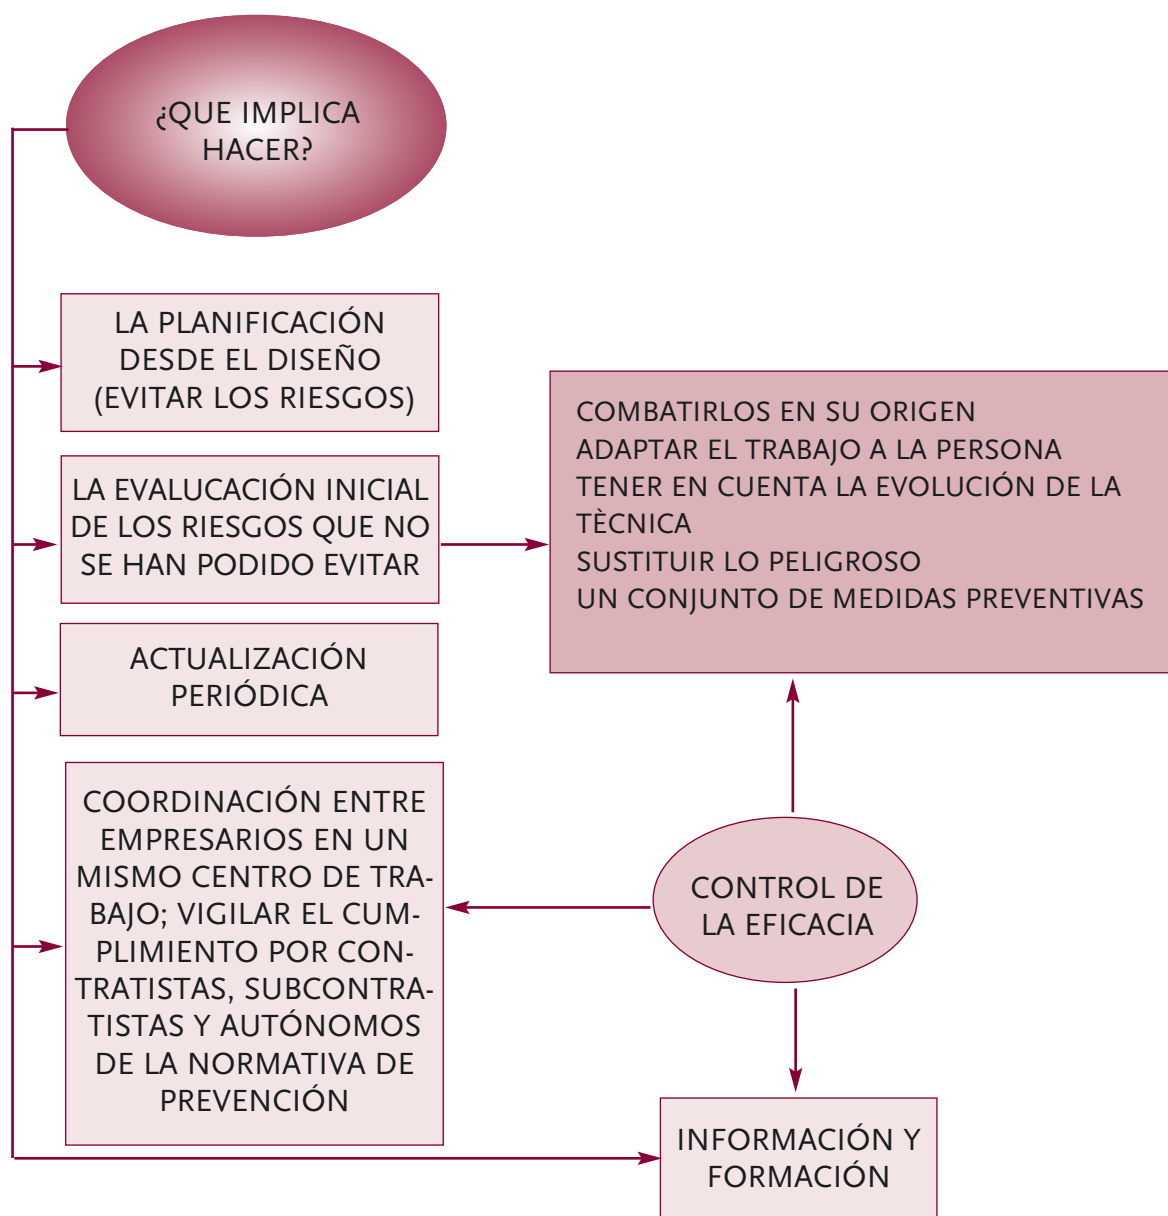 ¿QUE IMPLICA
HACER?
LA PLANIFICACIÓN
DESDE EL DISEÑO
(EVITAR LOS RIESGOS)
LA EVALUCACIÓN INICIAL
DE LOS RIESGOS QUE NO
SE HAN PODIDO EVITAR
COMBATIRLOS EN SU ORIGEN
ADAPTAR EL TRABAJO A LA PERSONA
TENER EN CUENTA LA EVOLUCIÓN DE LA
TÈCNICA
SUSTITUIR LO PELIGROSO
UN CONJUNTO DE MEDIDAS PREVENTIVAS
ACTUALIZACIÓN
PERIÓDICA
COORDINACIÓN ENTRE
EMPRESARIOS EN UN
MISMO CENTRO DE TRA-
BAJO; VIGILAR EL CUM-
PLIMIENTO POR CON-
TRATISTAS, SUBCONTRA-
TISTAS Y AUTÓNOMOS
DE LA NORMATIVA DE
PREVENCIÓN
CONTROL DE
LA EFICACIA
INFORMACIÓN Y
FORMACIÓN